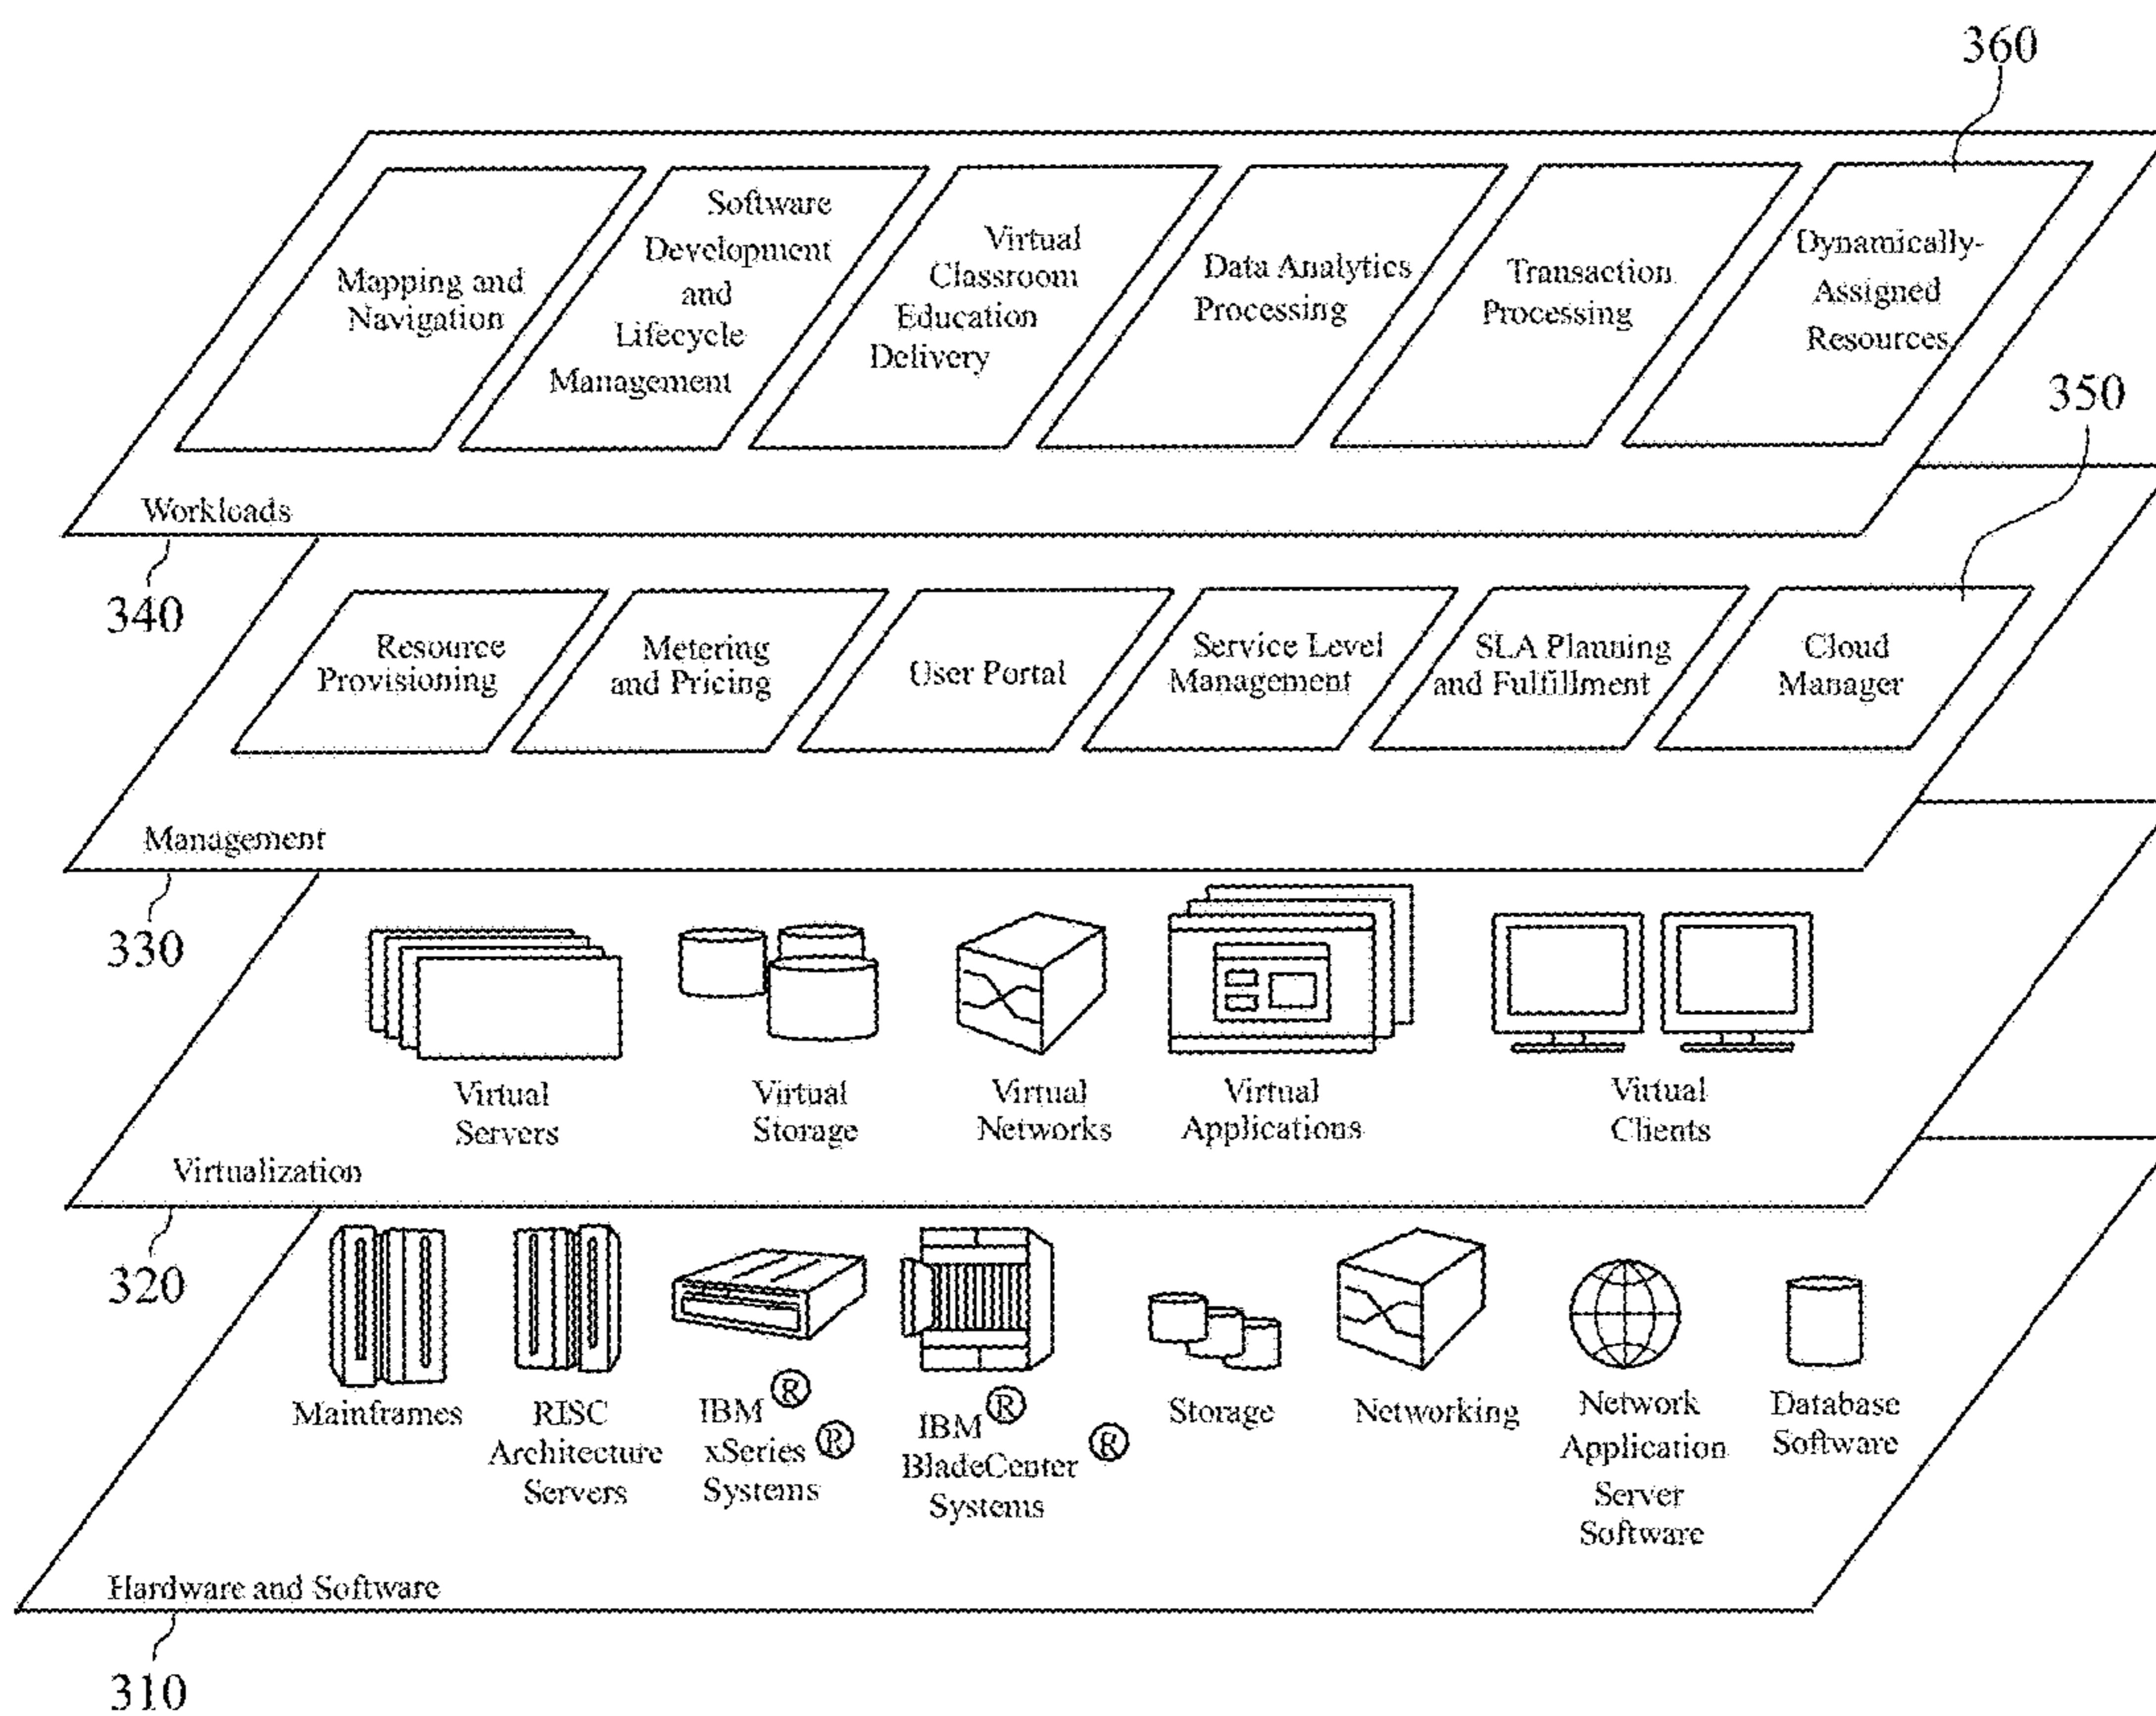 360
Mapping and
Navigation
Software
Development
and
Lifecycle
Management
Virtual
Classroom
Education
Delivery
Data Analytics
Processing
Transaction
Processing
Dynamically-
Assigned
Resources
Workloads
340
350
Resource
Provisioning
Metering
and Pricing
User Portal
Service Level
Management
SLA Planning
and Fulfillment
Cloud
Manager
Management
330
Virtual
Servers
Virtual
Storage
Virtual
Networks
Virtual
Applications
Virtual
Clients
Virtualization
320
Mainframes
RISC
Architecture
Servers
IBM ®
xSeries ®
Systems
IBM ®
BladeCenter ®
Systems
Storage
Networking
Network
Application
Server
Software
Database
Software
Hardware and Software
310